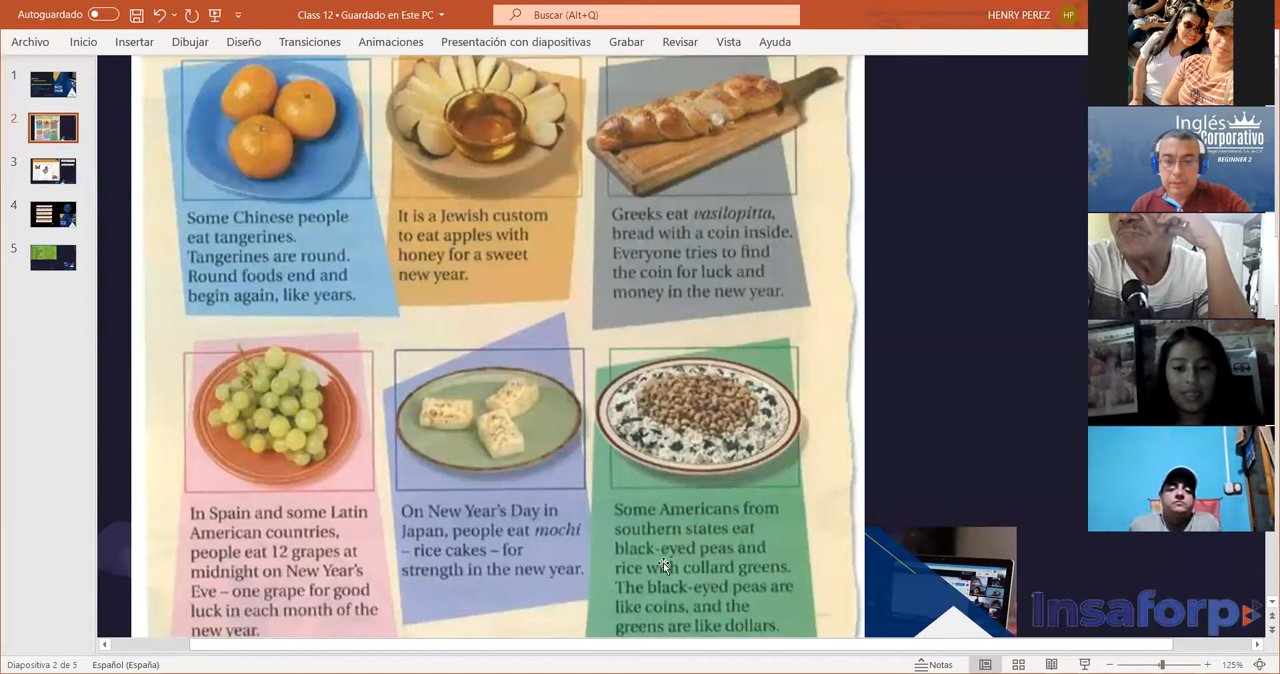 Autoguardado
Class 12 • Guardado en Este PC
Buscar (Alt+Q)
HENRY PEREZ
HP
Archivo
Inicio
Insertar
Dibujar
Diseño
Transiciones
Animaciones
Presentación con diapositivas
Grabar
Revisar
Vista
Ayuda
1
2
3
4
5
Some Chinese people
eat tangerines.
Tangerines are round.
Round foods end and
begin again, like years.
It is a Jewish custom
to eat apples with
honey for a sweet
new year.
Greeks eat vasilopitta,
bread with a coin inside.
Everyone tries to find
the coin for luck and
money in the new year.
In Spain and some Latin
American countries,
people eat 12 grapes at
midnight on New Year's
Eve – one grape for good
luck in each month of the
new year.
On New Year's Day in
Japan, people eat mochi
– rice cakes – for
strength in the new year.
Some Americans from
southern states eat
black-eyed peas and
rice with collard greens.
The black-eyed peas are
like coins, and the
greens are like dollars.
Inglés
Corporativo
BEGINNER 2
Insaforp
Diapositiva 2 de 5
Español (España)
Notas
125%